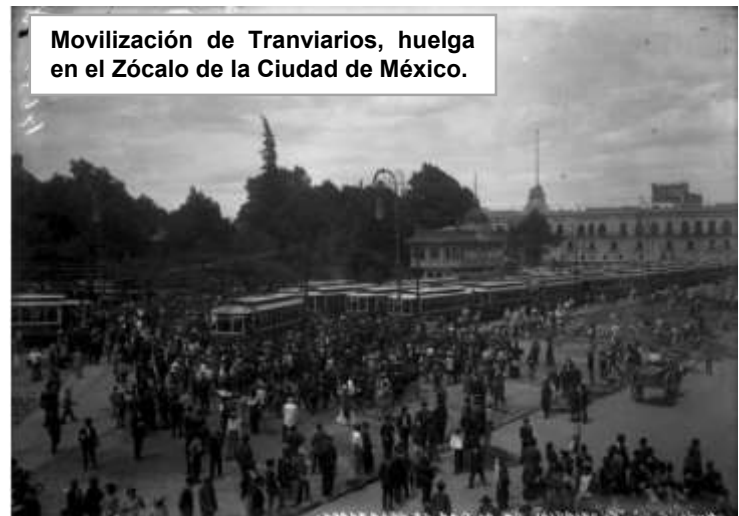 Movilización de Tranviarios, huelga
en el Zócalo de la Ciudad de México.